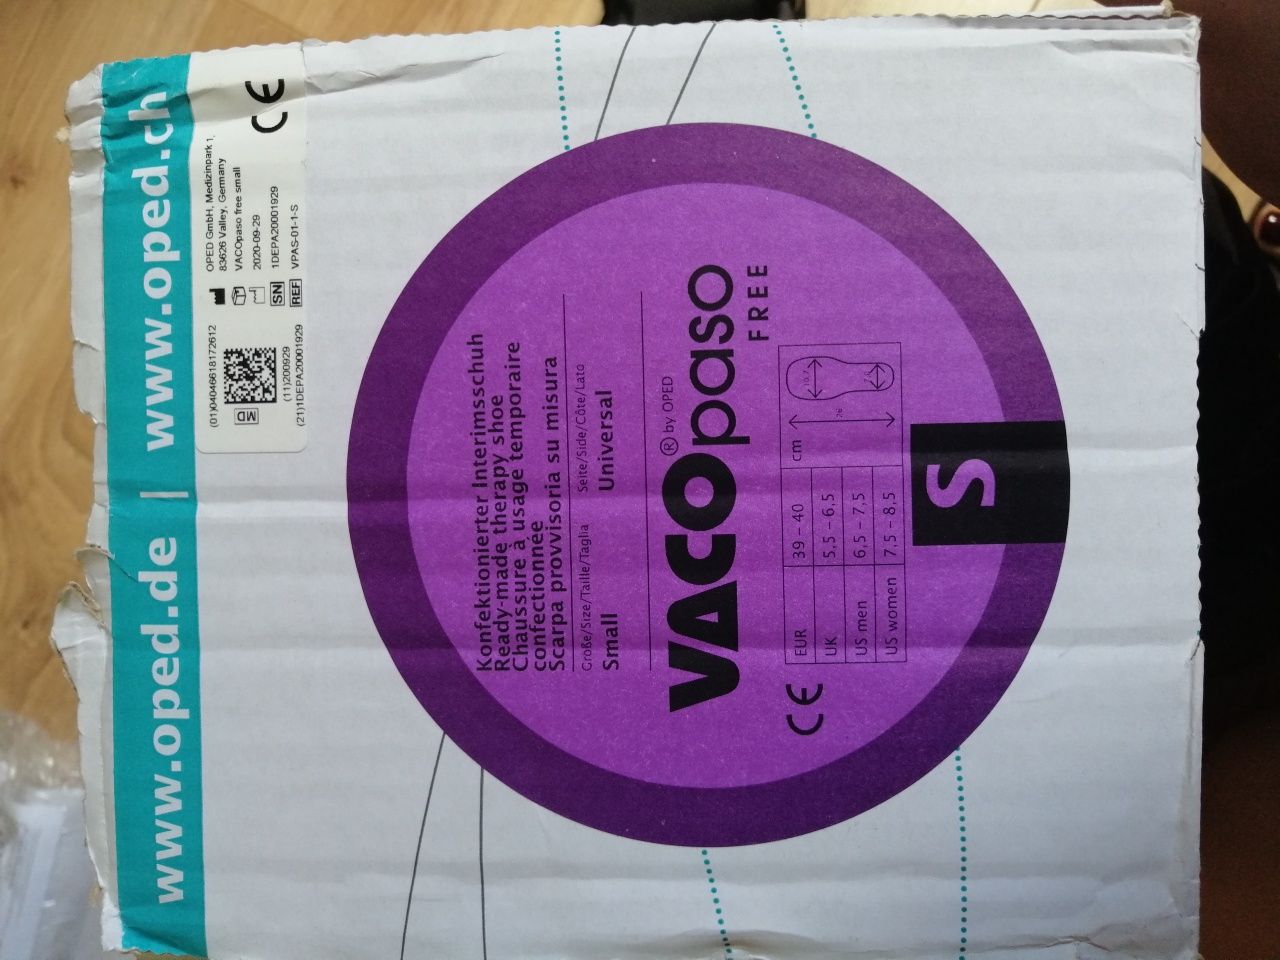 www.oped.de | www.oped.ch
(01)04046618172612
MD
(11)200929
(21)1DEPA20001929
OPED GmbH, Medizinpark 1,
83626 Valley, Germany
VACOpaso free small
2020-09-29
SN 1DEPA20001929
REF VPAS-01-1-S
CE
Konfektionierter Interimsschuh
Ready-made therapy shoe
Chaussure à usage temporaire
confectionnée
Scarpa provvisoria su misura
Größe/Size/Taille/Taglia Seite/Side/Côte/Lato
Small Universal
VACOpaso
® by OPED
FREE
CE
EUR 39 – 40 cm
UK 5,5 – 6,5
US men 6,5 – 7,5
US women 7,5 – 8,5
S